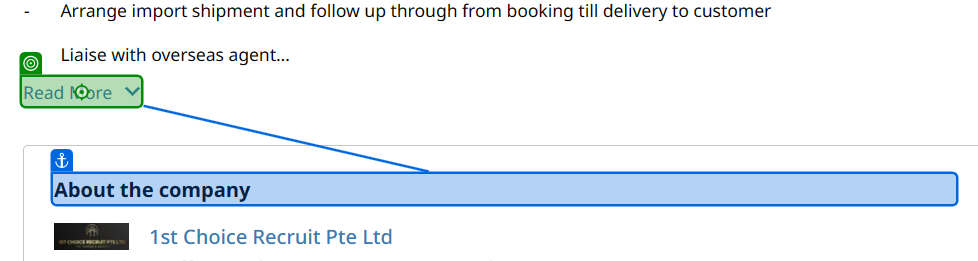 - Arrange import shipment and follow up through from booking till delivery to customer
Liaise with overseas agent...
Read More
About the company
1st Choice Recruit Pte Ltd
1ST CHOICE RECRUIT PTE LTD